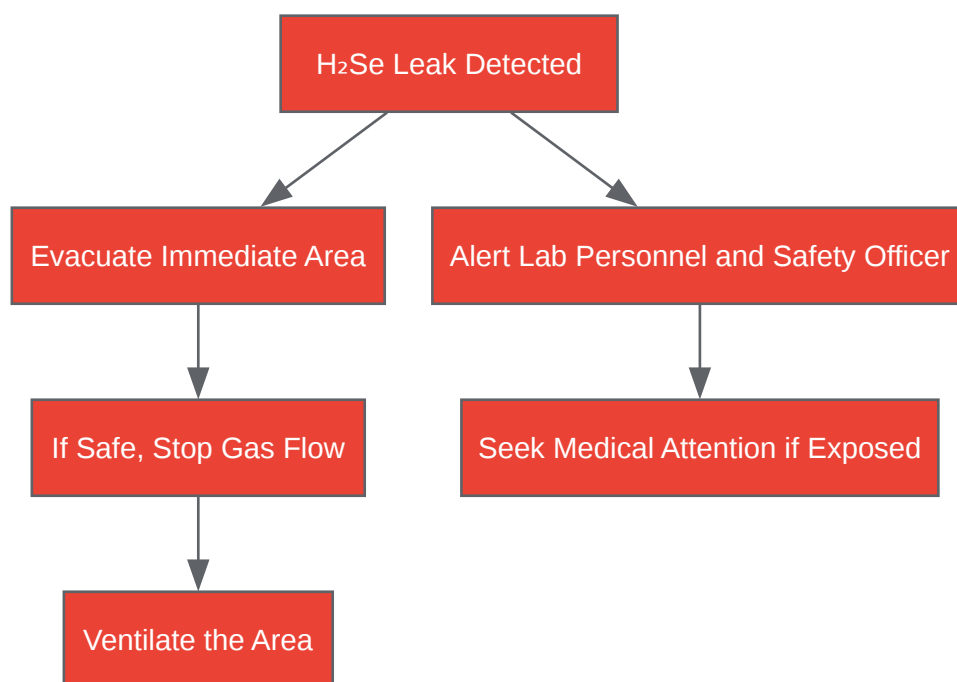 H₂Se Leak Detected
Evacuate Immediate Area
Alert Lab Personnel and Safety Officer
If Safe, Stop Gas Flow
Seek Medical Attention if Exposed
Ventilate the Area